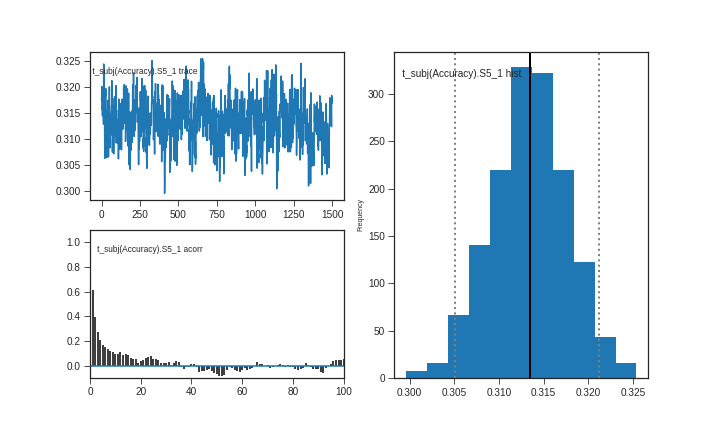 t_subj(Accuracy).S5_1 trace
0.325
0.320
0.315
0.310
0.305
0.300
0 250 500 750 1000 1250 1500
t_subj(Accuracy).S5_1 acorr
1.0
0.8
0.6
0.4
0.2
0.0
0 20 40 60 80 100
t_subj(Accuracy).S5_1 hist
Frequency
300
250
200
150
100
50
0
0.300 0.305 0.310 0.315 0.320 0.325